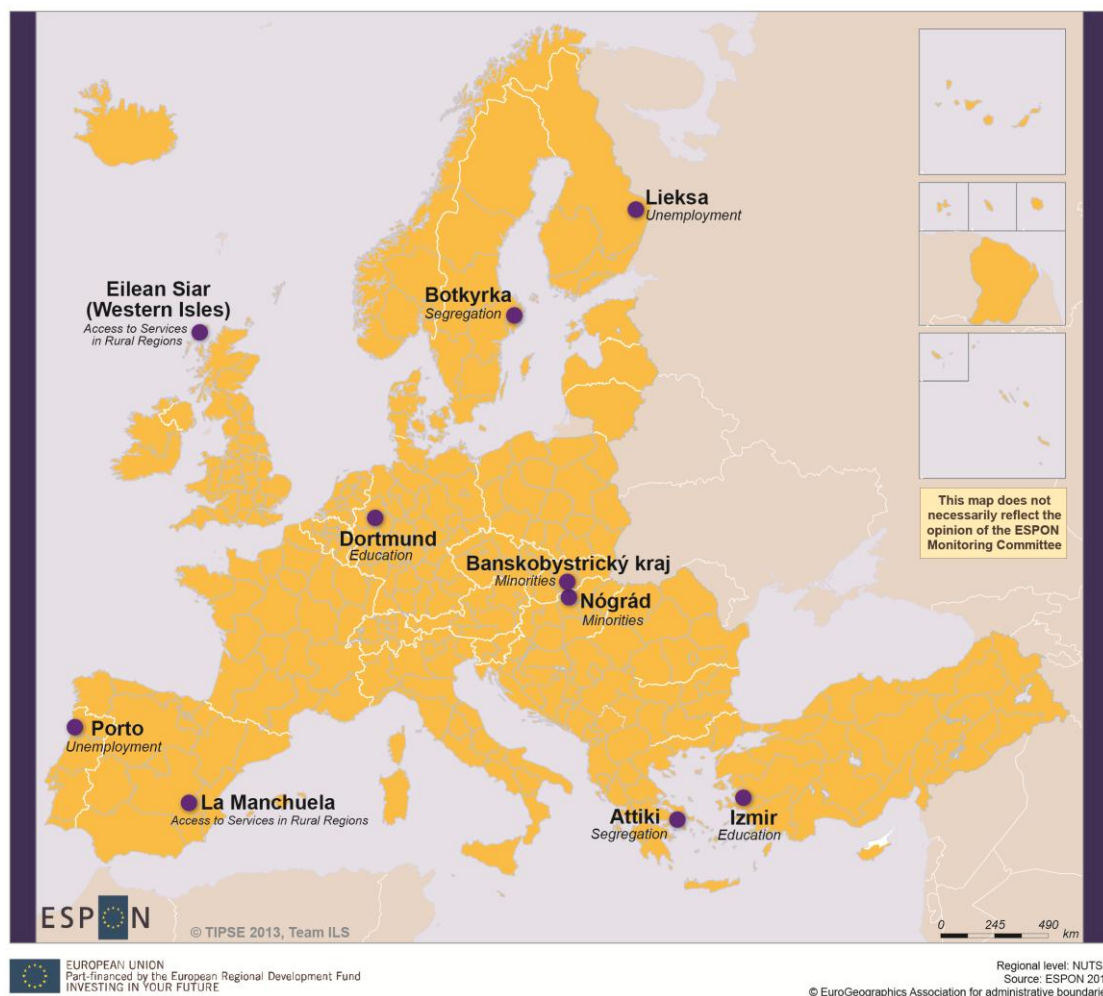 Lieksa
Unemployment
Botkyrka
Segregation
Eilean Siar
(Western Isles)
Access to Services
in Rural Regions
This map does not
necessarily reflect the
opinion of the ESPON
Monitoring Committee
Dortmund
Education
Banskobystrický kraj
Minorities
Nógrád
Minorities
Porto
Unemployment
La Manchuela
Access to Services in Rural Regions
Attiki
Segregation
Izmir
Education
ESPON
© TIPSE 2013, Team ILS
0 245 490
km
EUROPEAN UNION
Part-financed by the European Regional Development Fund
INVESTING IN YOUR FUTURE
Regional level: NUTS
Source: ESPON 201
© EuroGeographics Association for administrative boundarie